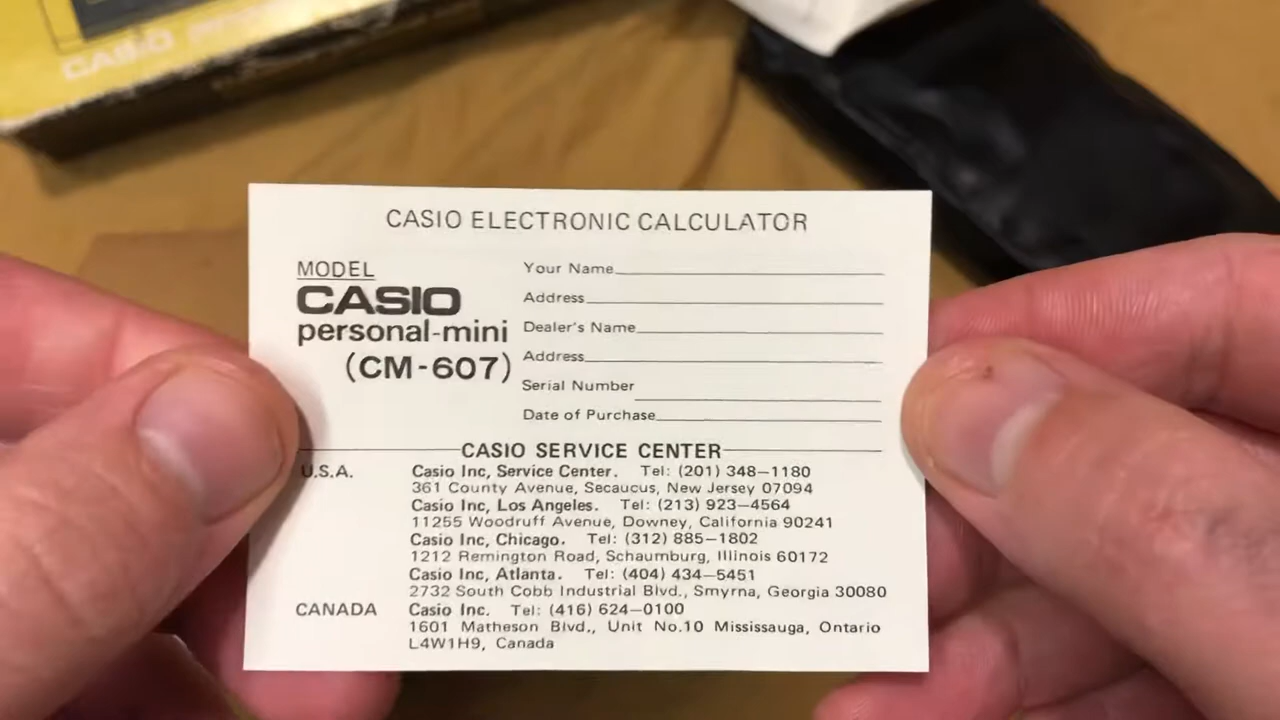 CASIO
CASIO ELECTRONIC CALCULATOR
MODEL
CASIO
personal-mini
(CM-607)
Your Name
Address
Dealer's Name
Address
Serial Number
Date of Purchase
CASIO SERVICE CENTER
U.S.A. Casio Inc, Service Center. Tel: (201) 348—1180
361 County Avenue, Secaucus, New Jersey 07094
Casio Inc, Los Angeles. Tel: (213) 923—4564
11255 Woodruff Avenue, Downey, California 90241
Casio Inc, Chicago. Tel: (312) 885—1802
1212 Remington Road, Schaumburg, Illinois 60172
Casio Inc, Atlanta. Tel: (404) 434—5451
2732 South Cobb Industrial Blvd., Smyrna, Georgia 30080
CANADA Casio Inc. Tel: (416) 624—0100
1601 Matheson Blvd., Unit No.10 Mississauga, Ontario
L4W1H9, Canada